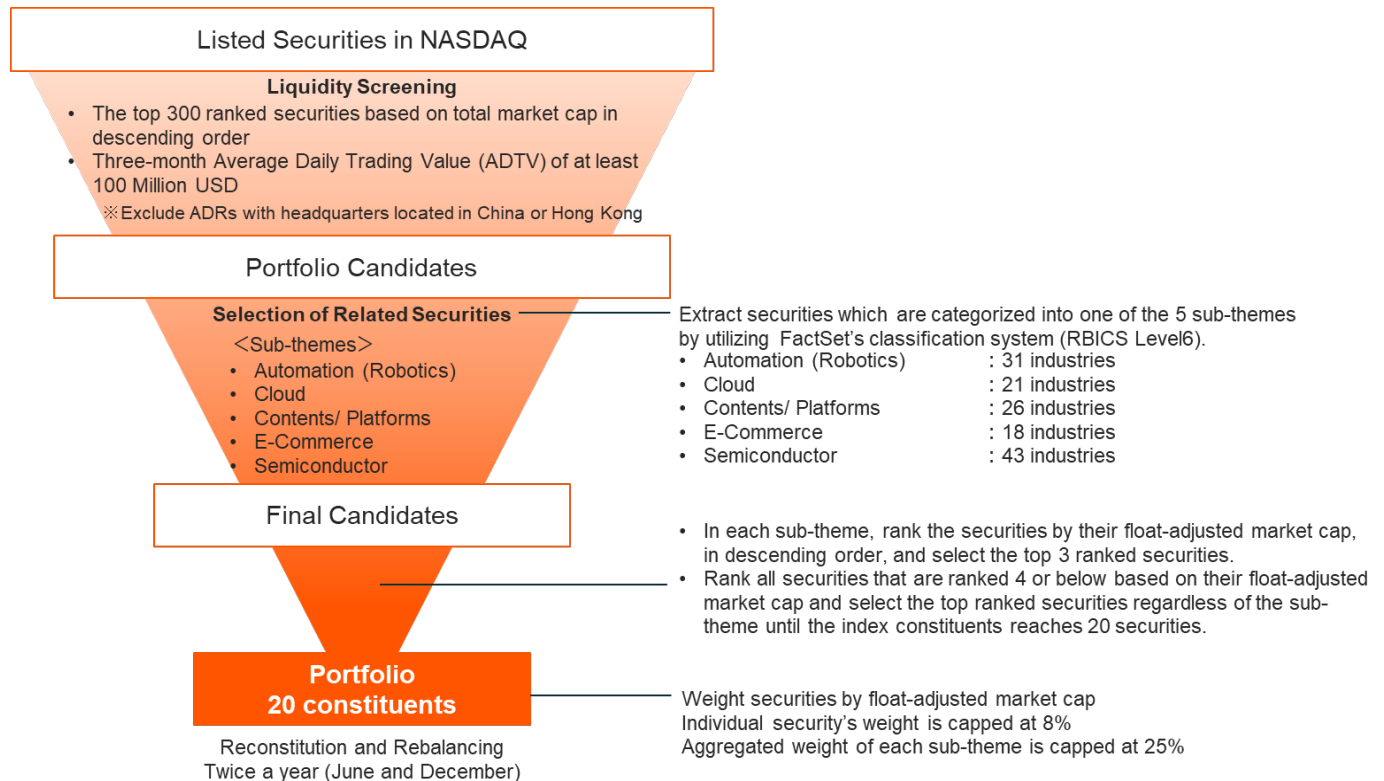 Listed Securities in NASDAQ
Liquidity Screening
• The top 300 ranked securities based on total market cap in
descending order
• Three-month Average Daily Trading Value (ADTV) of at least
100 Million USD
※Exclude ADRs with headquarters located in China or Hong Kong
Portfolio Candidates
Selection of Related Securities
＜Sub-themes＞
• Automation (Robotics)
• Cloud
• Contents/ Platforms
• E-Commerce
• Semiconductor
Extract securities which are categorized into one of the 5 sub-themes
by utilizing FactSet's classification system (RBICS Level6).
• Automation (Robotics) : 31 industries
• Cloud : 21 industries
• Contents/ Platforms : 26 industries
• E-Commerce : 18 industries
• Semiconductor : 43 industries
Final Candidates
• In each sub-theme, rank the securities by their float-adjusted market cap,
in descending order, and select the top 3 ranked securities.
• Rank all securities that are ranked 4 or below based on their float-adjusted
market cap and select the top ranked securities regardless of the sub-
theme until the index constituents reaches 20 securities.
Portfolio
20 constituents
Weight securities by float-adjusted market cap
Individual security's weight is capped at 8%
Aggregated weight of each sub-theme is capped at 25%
Reconstitution and Rebalancing
Twice a year (June and December)